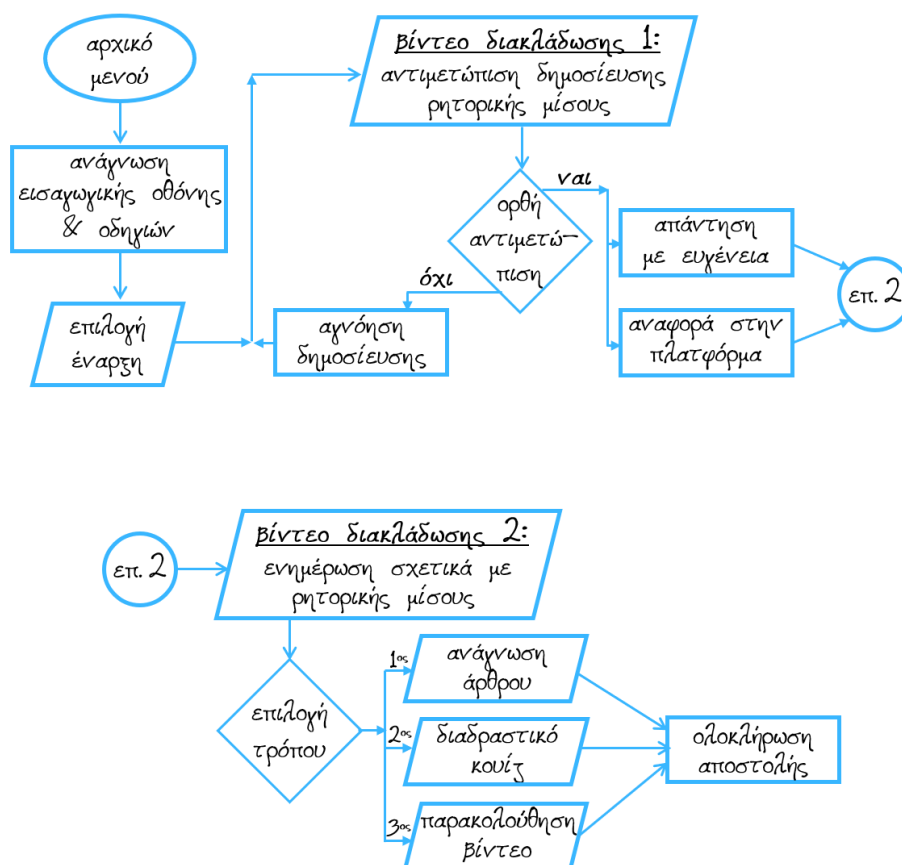 αρχικό
μενού
ανάγνωση
εισαγωγικής οθόνης
& οδηγιών
επιλογή
έναρξη
βίντεο διακλάδωσης 1:
αντιμετώπιση δημοσίευσης
ρητορικής μίσους
ορθή
αντιμετώ-
πιση
ναι
όχι
αγνόηση
δημοσίευσης
απάντηση
με ευγένεια
αναφορά στην
πλατφόρμα
επ. 2
επ. 2
βίντεο διακλάδωσης 2:
ενημέρωση σχετικά με
ρητορικής μίσους
επιλογή
τρόπου
1ος
ανάγνωση
άρθρου
2ος
διαδραστικό
κουίζ
3ος
παρακολούθηση
βίντεο
ολοκλήρωση
αποστολής